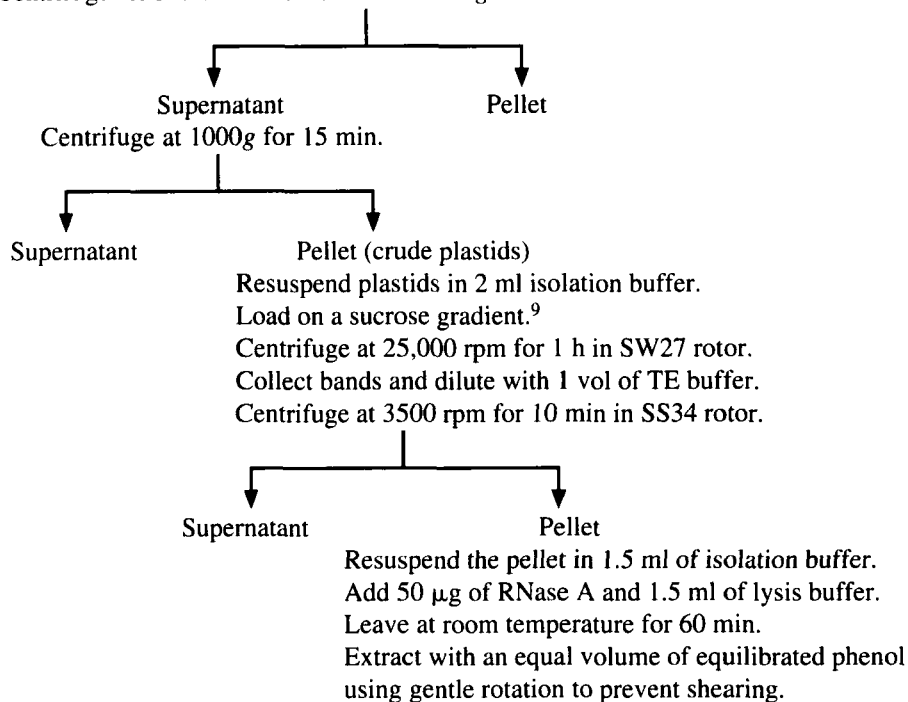 Supernatant
Pellet
Centrifuge at 1000g for 15 min.
Supernatant
Pellet (crude plastids)
Resuspend plastids in 2 ml isolation buffer.
Load on a sucrose gradient.⁹
Centrifuge at 25,000 rpm for 1 h in SW27 rotor.
Collect bands and dilute with 1 vol of TE buffer.
Centrifuge at 3500 rpm for 10 min in SS34 rotor.
Supernatant
Pellet
Resuspend the pellet in 1.5 ml of isolation buffer.
Add 50 μg of RNase A and 1.5 ml of lysis buffer.
Leave at room temperature for 60 min.
Extract with an equal volume of equilibrated phenol
using gentle rotation to prevent shearing.